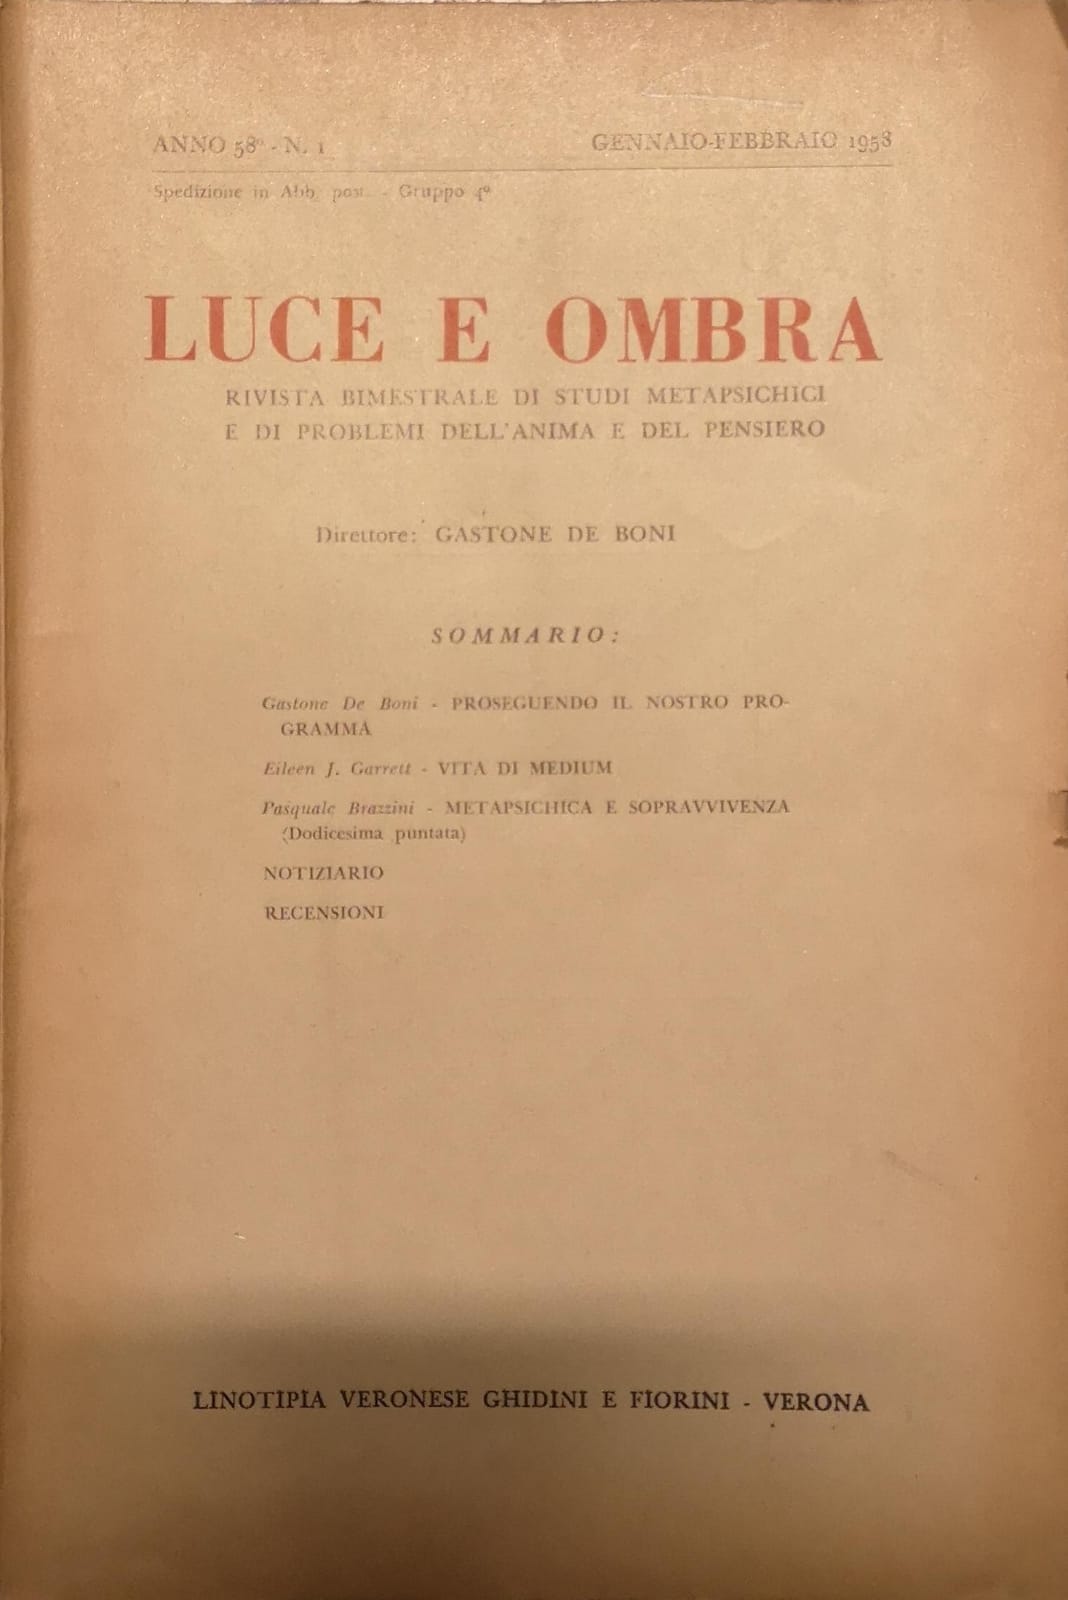 ANNO 58° - N. 1
GENNAIO-FEBBRAIO 1958
Spedizione in Abb. post. - Gruppo 4°
LUCE E OMBRA
RIVISTA BIMESTRALE DI STUDI METAPSICHICI
E DI PROBLEMI DELL'ANIMA E DEL PENSIERO
Direttore: GASTONE DE BONI
SOMMARIO:
Gastone De Boni - PROSEGUENDO IL NOSTRO PRO-
GRAMMA
Eileen J. Garrett - VITA DI MEDIUM
Pasquale Brazzini - METAPSICHICA E SOPRAVVIVENZA
(Dodicesima puntata)
NOTIZIARIO
RECENSIONI
LINOTIPIA VERONESE GHIDINI E FIORINI - VERONA